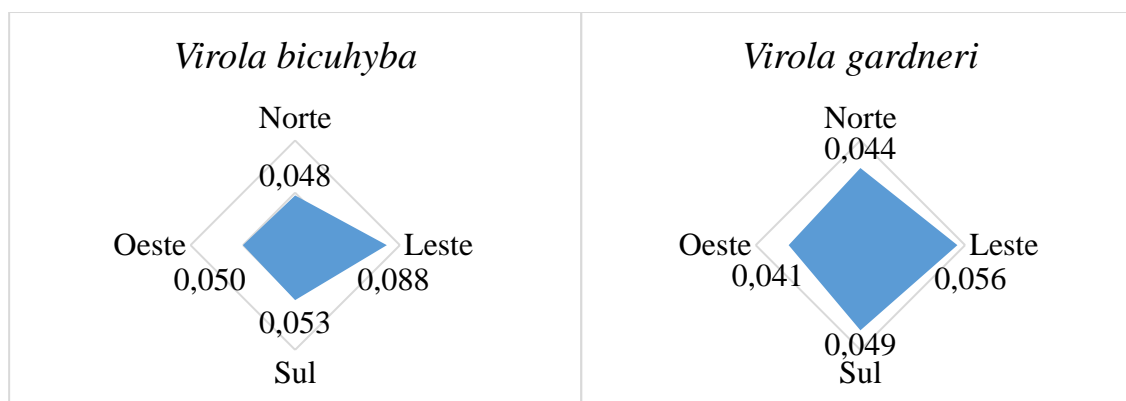 Virola bicuhyba
Norte
0,048
Oeste
Leste
0,050
0,088
0,053
Sul
Virola gardneri
Norte
0,044
Oeste
Leste
0,041
0,056
0,049
Sul